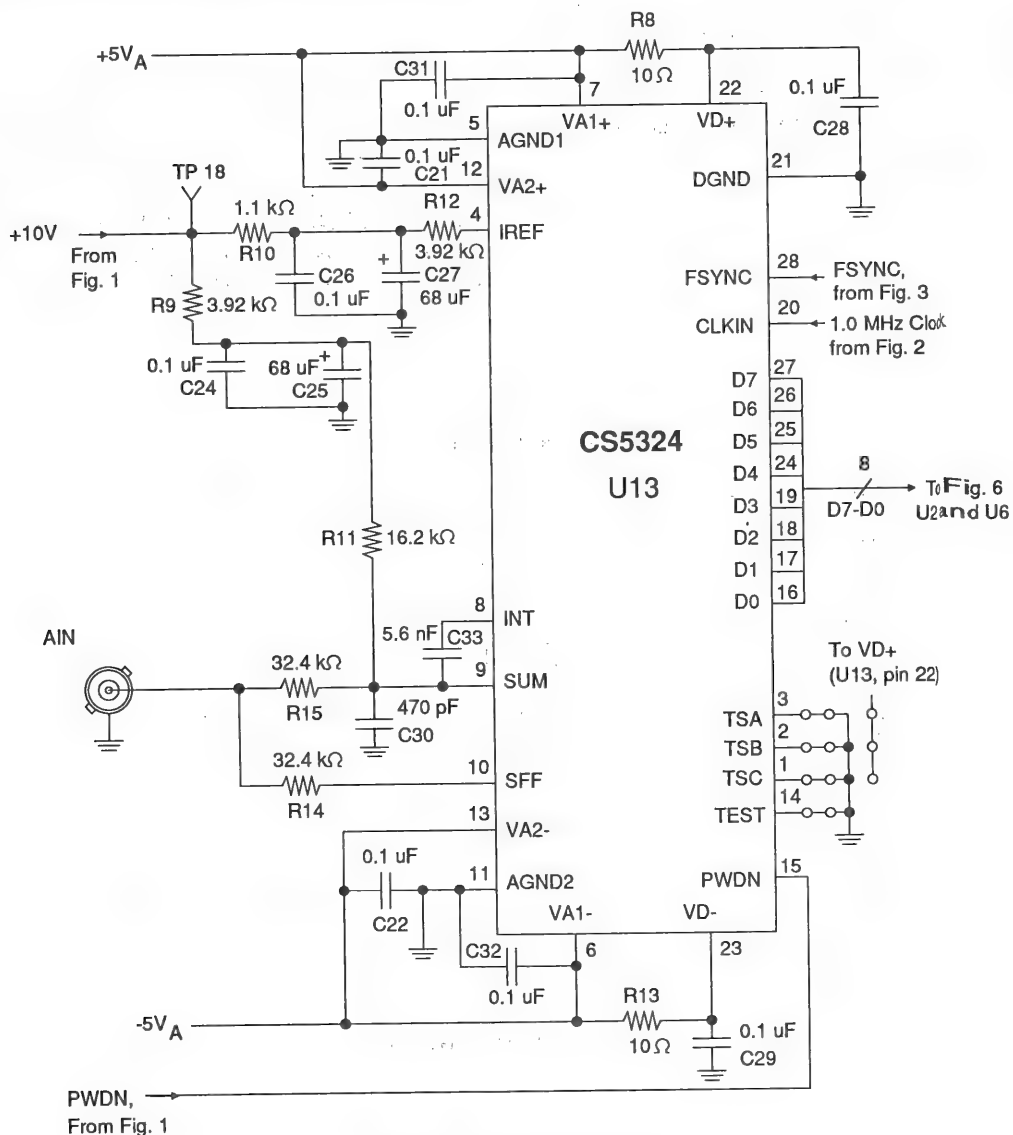 R8
+5VA
C31
10Ω
7
22
0.1 uF
0.1 uF
5
VA1+
VD+
C28
AGND1
0.1 uF
21
12
C21
DGND
TP 18
VA2+
R12
1.1 kΩ
4
+10V
IREF
R10
3.92 kΩ
28
From
Fig. 1
C26
+
C27
FSYNC
FSYNC,
from Fig. 3
R9
3.92 kΩ
0.1 uF
68 uF
20
CLKIN
1.0 MHz Clock
from Fig. 2
0.1 uF
68 uF
+
27
C24
C25
D7
26
D6
25
CS5324
D5
24
8
D4
U13
19
To Fig. 6
D3
D7-D0
U2and U6
18
R11
16.2 kΩ
D2
17
D1
16
8
D0
INT
AIN
5.6 nF
C33
To VD+
32.4 kΩ
9
(U13, pin 22)
SUM
3
R15
470 pF
TSA
C30
2
32.4 kΩ
TSB
10
1
SFF
TSC
R14
14
13
TEST
VA2-
0.1 uF
15
11
AGND2
PWDN
C22
VA1-
VD-
C32
6
23
0.1 uF
R13
-5VA
0.1 uF
10Ω
C29
PWDN,
From Fig. 1